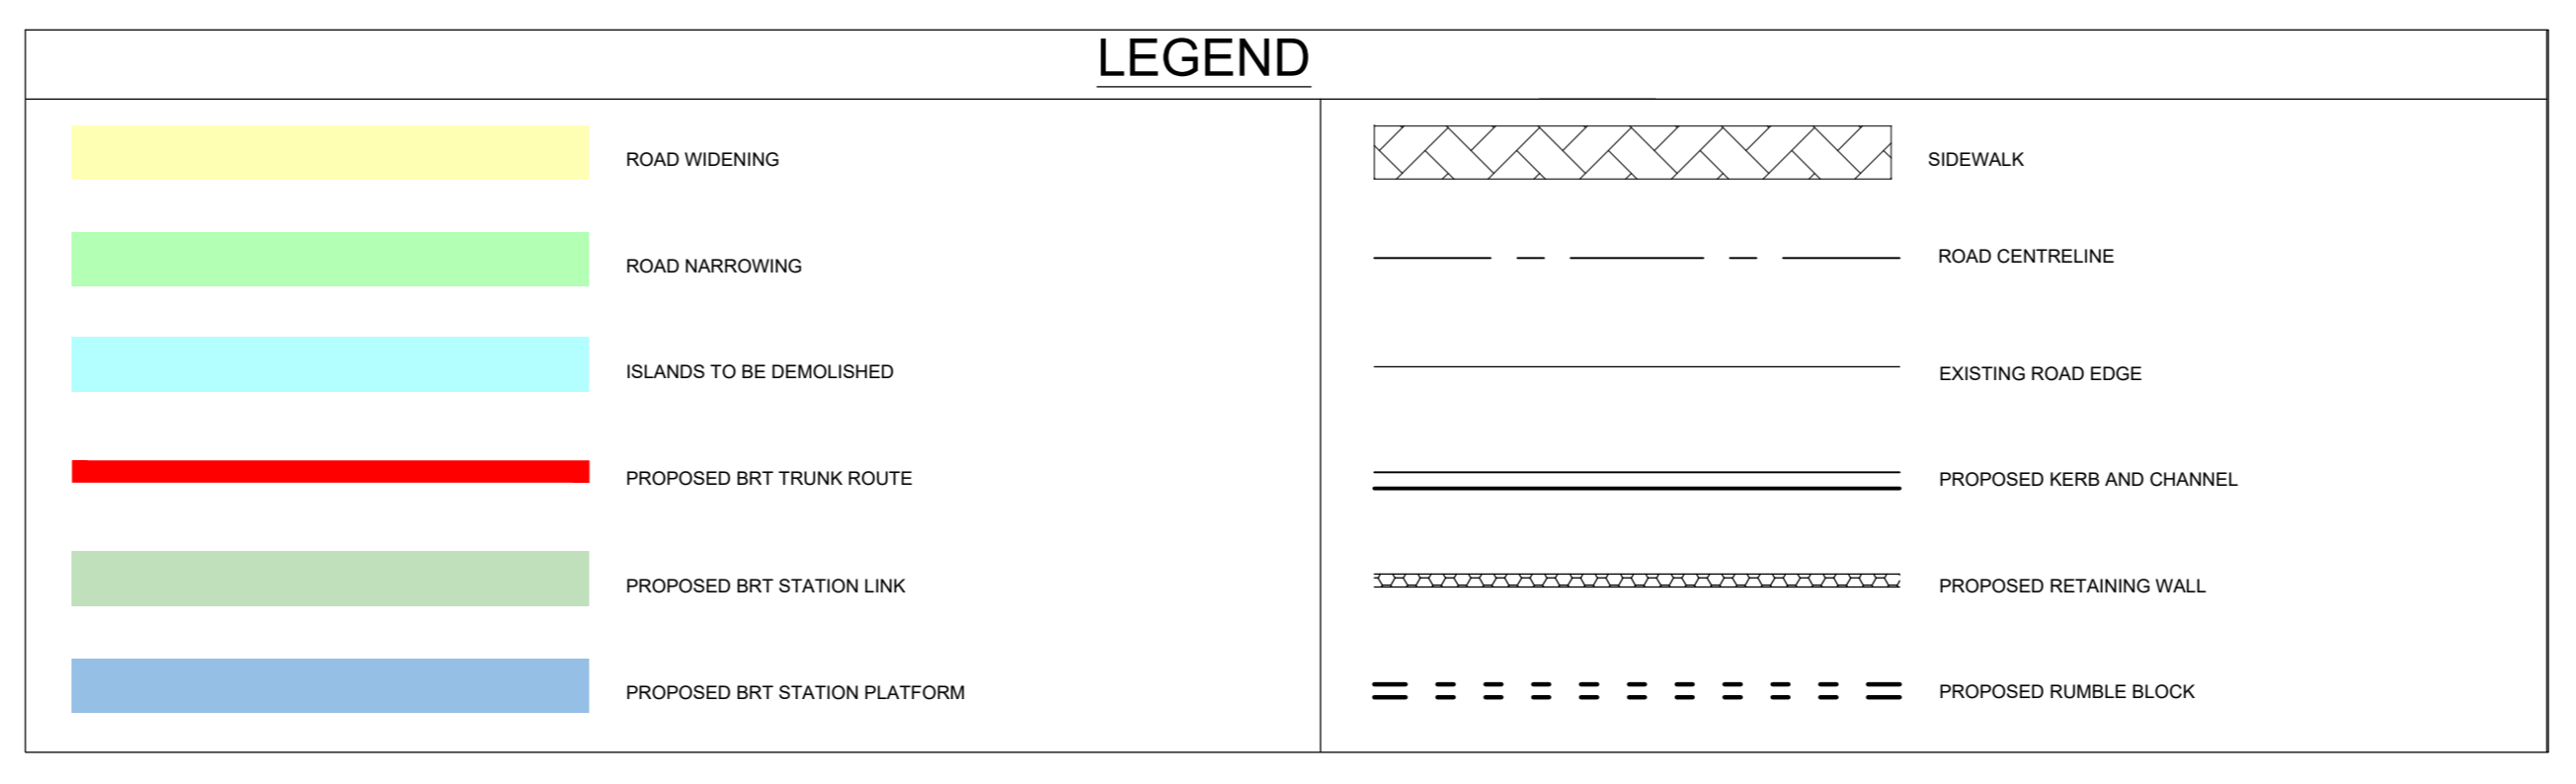 LEGEND
ROAD WIDENING
ROAD NARROWING
ISLANDS TO BE DEMOLISHED
PROPOSED BRT TRUNK ROUTE
PROPOSED BRT STATION LINK
PROPOSED BRT STATION PLATFORM
SIDEWALK
ROAD CENTRELINE
EXISTING ROAD EDGE
PROPOSED KERB AND CHANNEL
PROPOSED RETAINING WALL
PROPOSED RUMBLE BLOCK